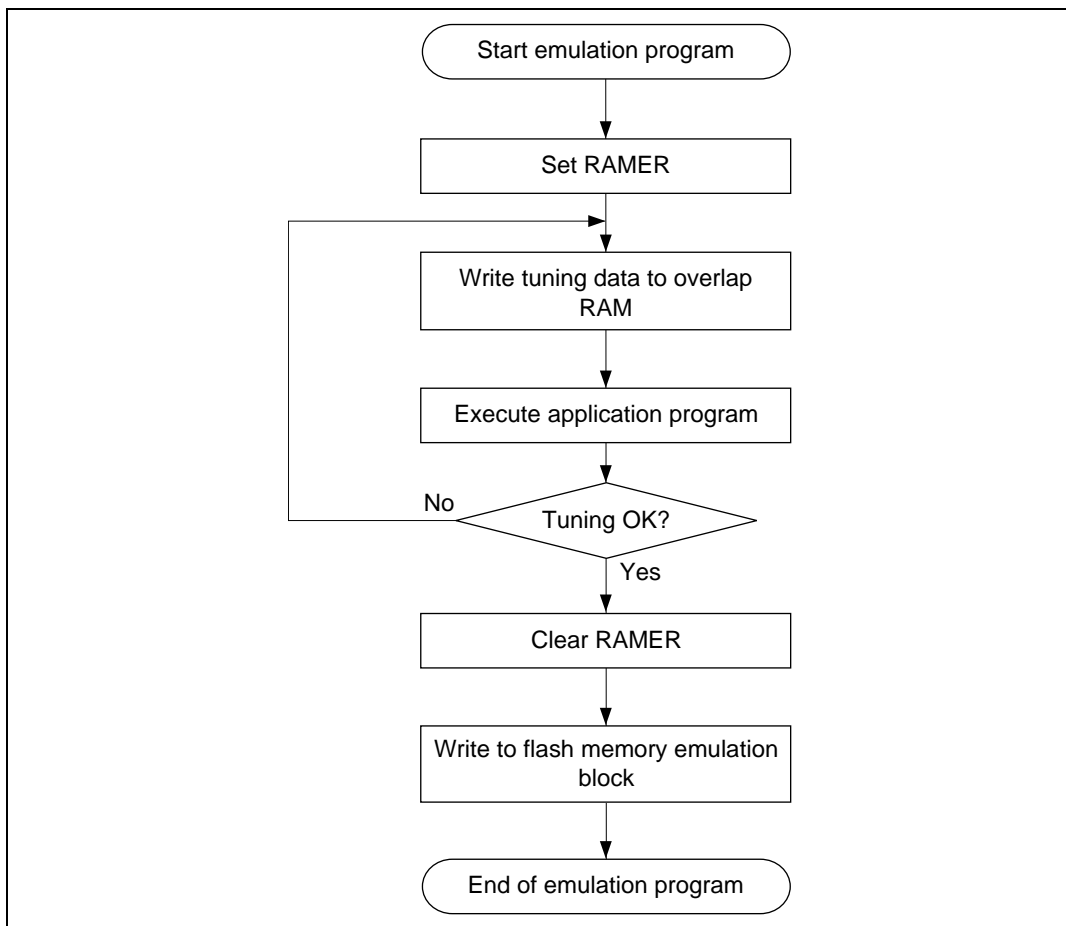 Start emulation program
Set RAMER
Write tuning data to overlap
RAM
Execute application program
No
Tuning OK?
Yes
Clear RAMER
Write to flash memory emulation
block
End of emulation program